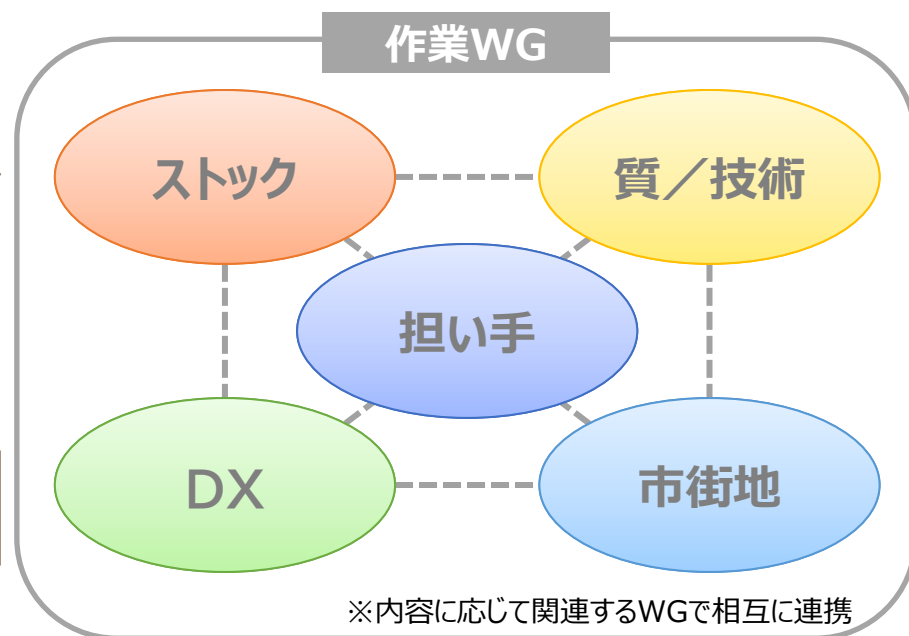 作業WG
ストック
質／技術
担い手
DX
市街地
※内容に応じて関連するWGで相互に連携